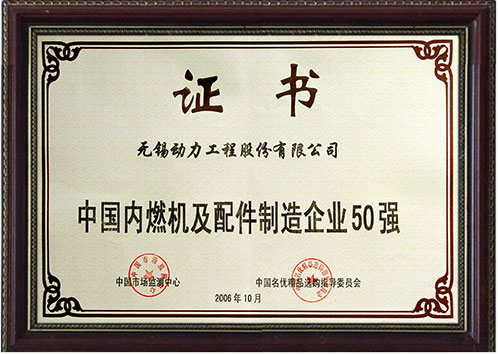 证书
无锡动力工程股份有限公司
中国内燃机及配件制造企业50强
中国市场监测中心
中国名优精品选购指导委员会
2006年10月